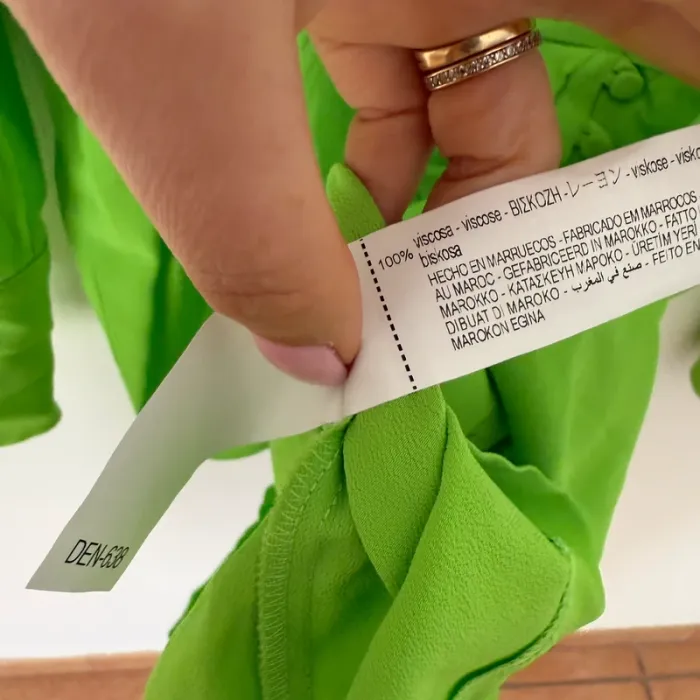 100% viscosa - viscose - ΒΙΣΚΟΖΗ - レーヨン - viskose - visko
biskosa
HECHO EN MARRUECOS - FABRICADO EM MARROCOS
AU MAROC - GEFABRICEERD IN MAROKKO - FATTO
MAROKKO - ΚΑΤΑΣΚΕΥΗ ΜΑΡΟΚΟ - ÜRETİM YERİ
DIBUAT DI MAROKO - صنع في المغرب - FEITO EN
MAROKON EGINA
DEN-638